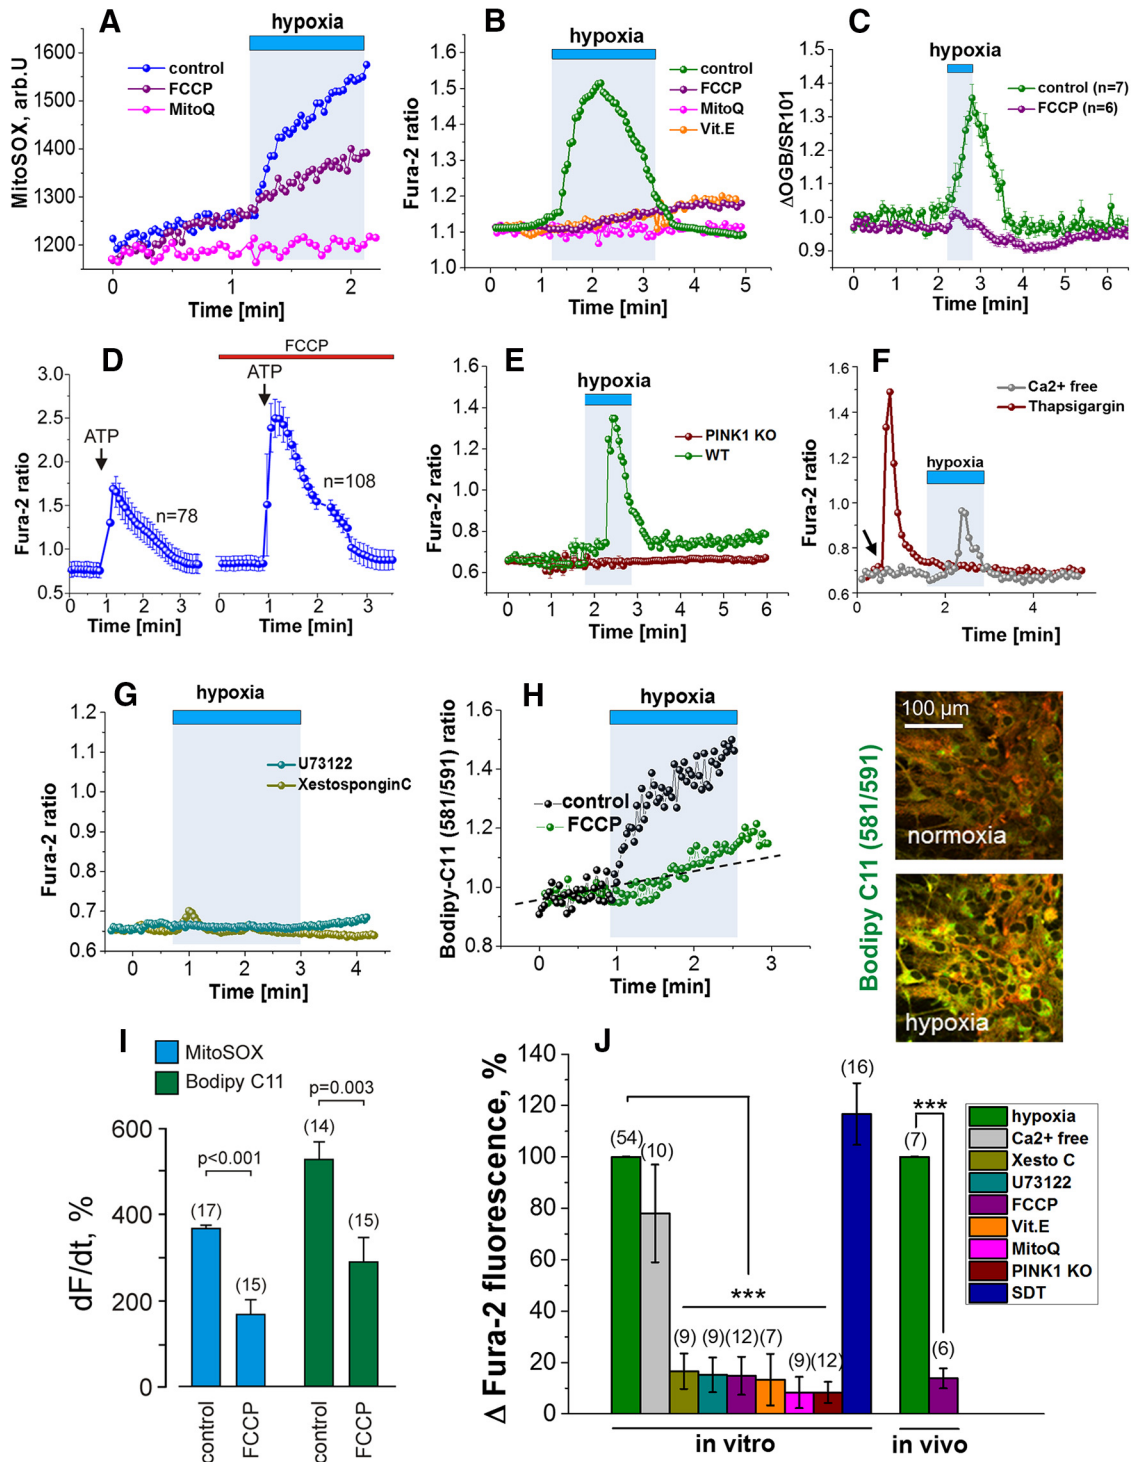 A
hypoxia
MitoSOX, arb.U
1600
1500
1400
1300
1200
control
FCCP
MitoQ
0
1
2
Time [min]
B
hypoxia
Fura-2 ratio
1.6
1.5
1.4
1.3
1.2
1.1
1.0
control
FCCP
MitoQ
Vit.E
0 1 2 3 4 5
Time [min]
C
hypoxia
ΔOGB/SR101
1.5
1.4
1.3
1.2
1.1
1.0
0.9
control (n=7)
FCCP (n=6)
0 1 2 3 4 5 6
Time [min]
D
FCCP
ATP
ATP
Fura-2 ratio
3.0
2.5
2.0
1.5
1.0
0.5
n=78
n=108
0 1 2 3
0 1 2 3
Time [min]
Time [min]
E
hypoxia
Fura-2 ratio
1.6
1.4
1.2
1.0
0.8
0.6
PINK1 KO
WT
0 1 2 3 4 5 6
Time [min]
F
Fura-2 ratio
1.6
1.4
1.2
1.0
0.8
0.6
Ca2+ free
Thapsigargin
hypoxia
0 2 4
Time [min]
G
hypoxia
Fura-2 ratio
1.2
1.1
1.0
0.9
0.8
0.7
0.6
U73122
XestosponginC
0 1 2 3 4
Time [min]
H
hypoxia
Bodipy-C11 (581/591) ratio
1.6
1.4
1.2
1.0
0.8
control
FCCP
0 1 2 3
Time [min]
Bodipy C11 (581/591)
100 µm
normoxia
hypoxia
I
MitoSOX
Bodipy C11
dF/dt, %
600
400
200
0
p<0.001
p=0.003
(17)
(15)
(14)
(15)
control
FCCP
control
FCCP
J
Δ Fura-2 fluorescence, %
140
120
100
80
60
40
20
0
(54)
(10)
***
(9)
(9)
(12)
(7)
(9)
(12)
(16)
***
(7)
(6)
in vitro
in vivo
hypoxia
Ca2+ free
Xesto C
U73122
FCCP
Vit.E
MitoQ
PINK1 KO
SDT